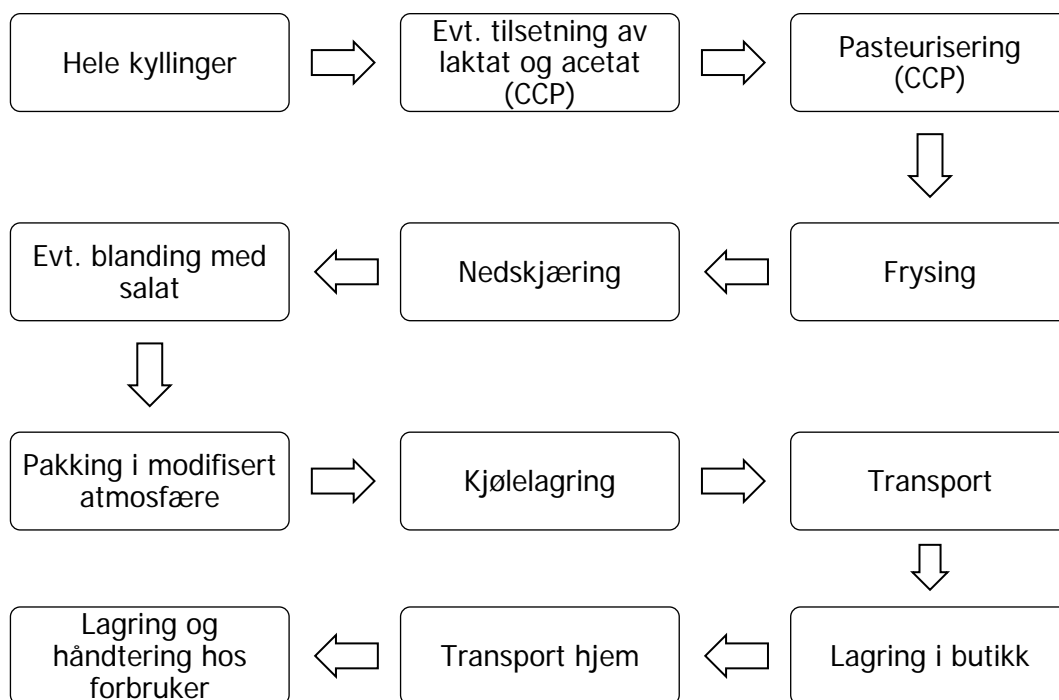 Hele kyllinger
Evt. tilsetning av
laktat og acetat
(CCP)
Pasteurisering
(CCP)
Frysing
Nedskjæring
Evt. blanding med
salat
Pakking i modifisert
atmosfære
Kjølelagring
Transport
Lagring i butikk
Transport hjem
Lagring og
håndtering hos
forbruker